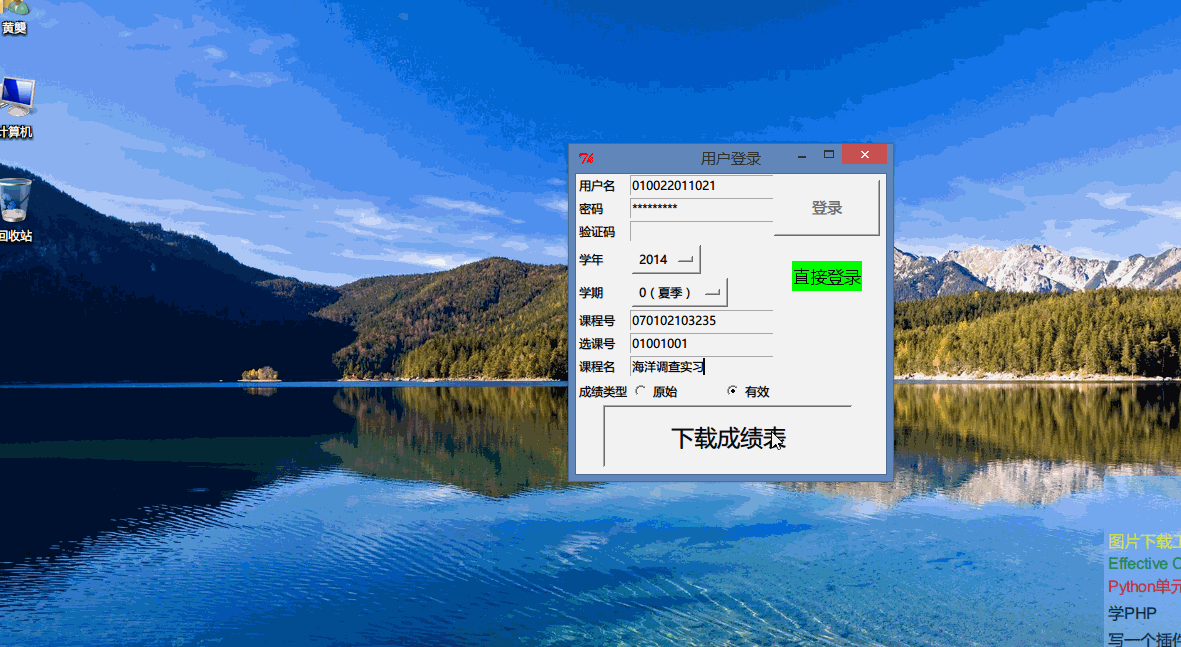 黄龑
计算机
回收站
用户登录
用户名 010022011021
密码 *********
登录
验证码
学年 2014
直接登录
学期 0（夏季）
课程号 070102103235
选课号 01001001
课程名 海洋调查实习
成绩类型 原始 有效
下载成绩表
图片下载工
Effective C
Python单元
学PHP
写一个插件